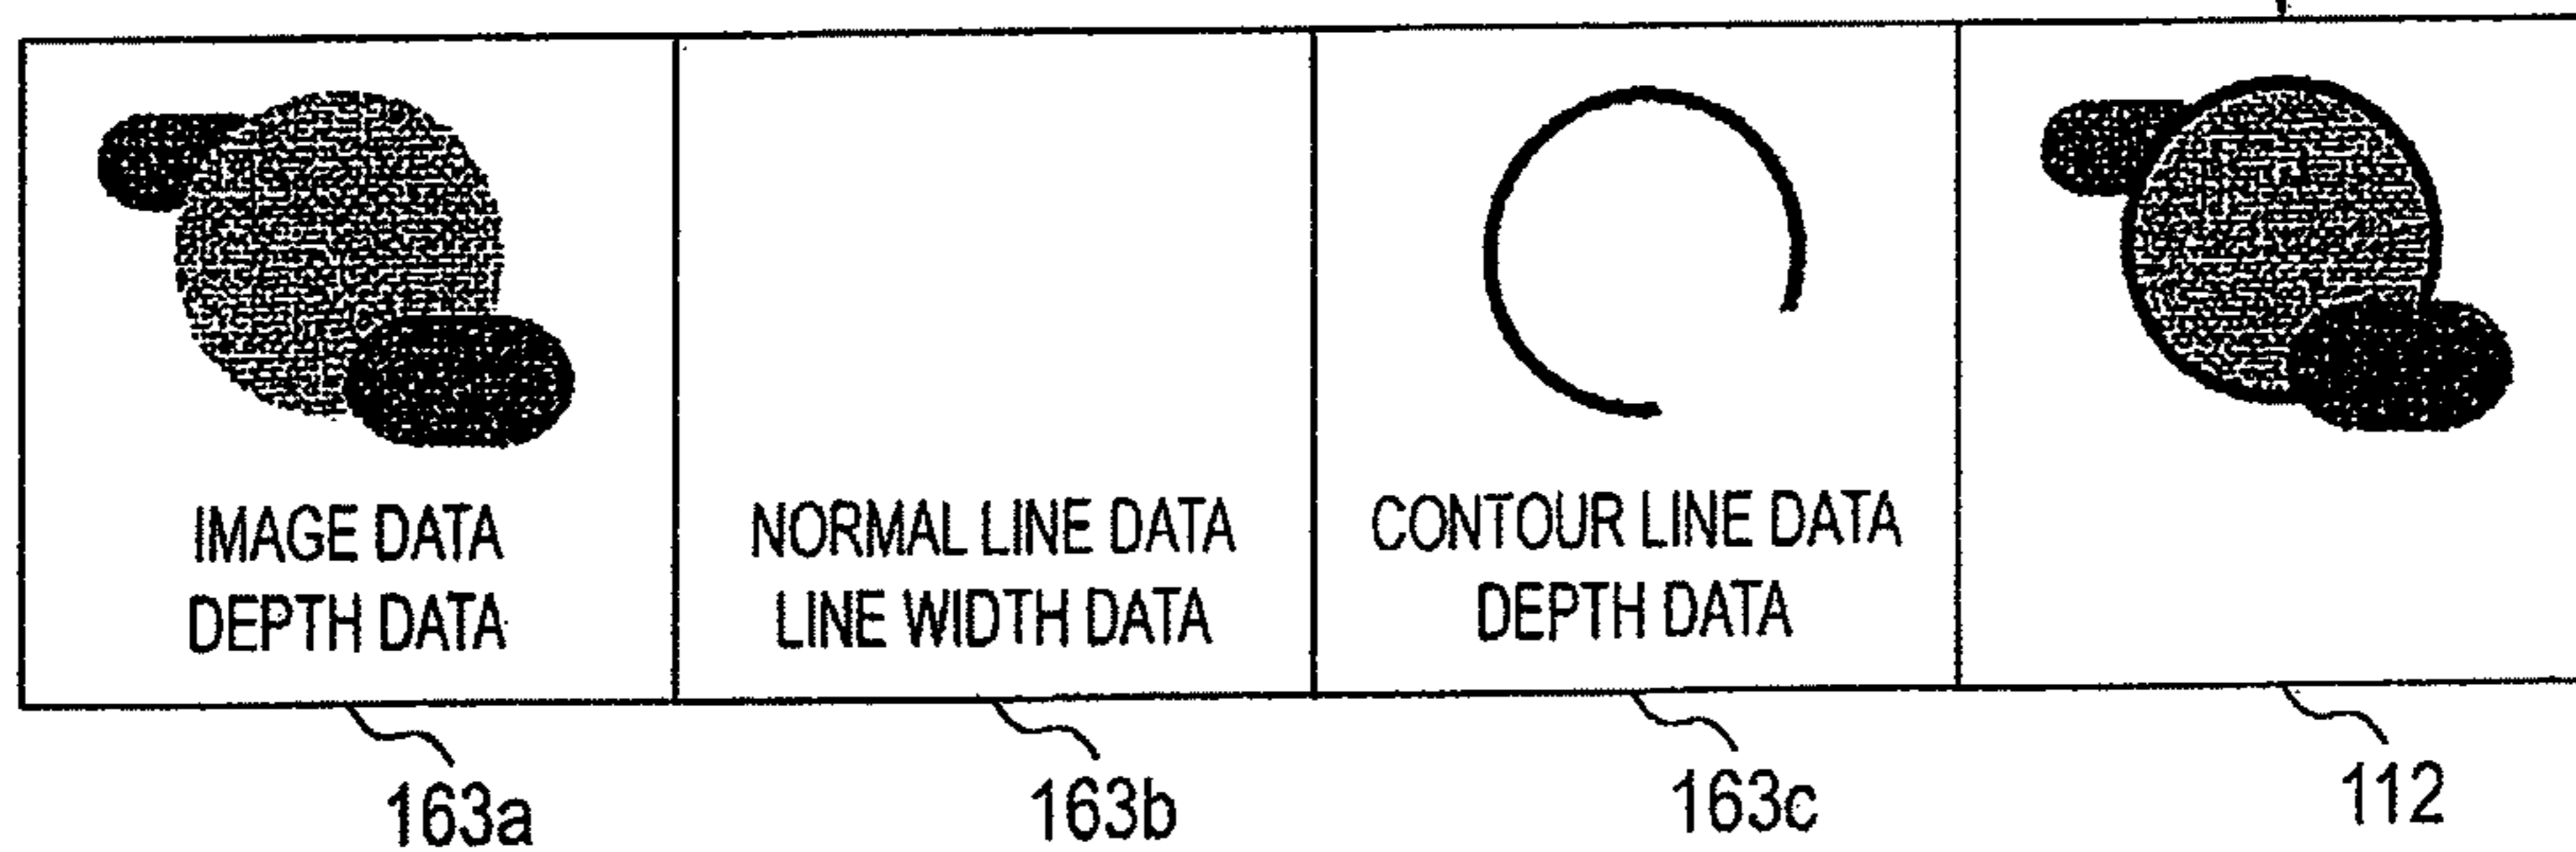 IMAGE DATA
DEPTH DATA
NORMAL LINE DATA
LINE WIDTH DATA
CONTOUR LINE DATA
DEPTH DATA
163a
163b
163c
112